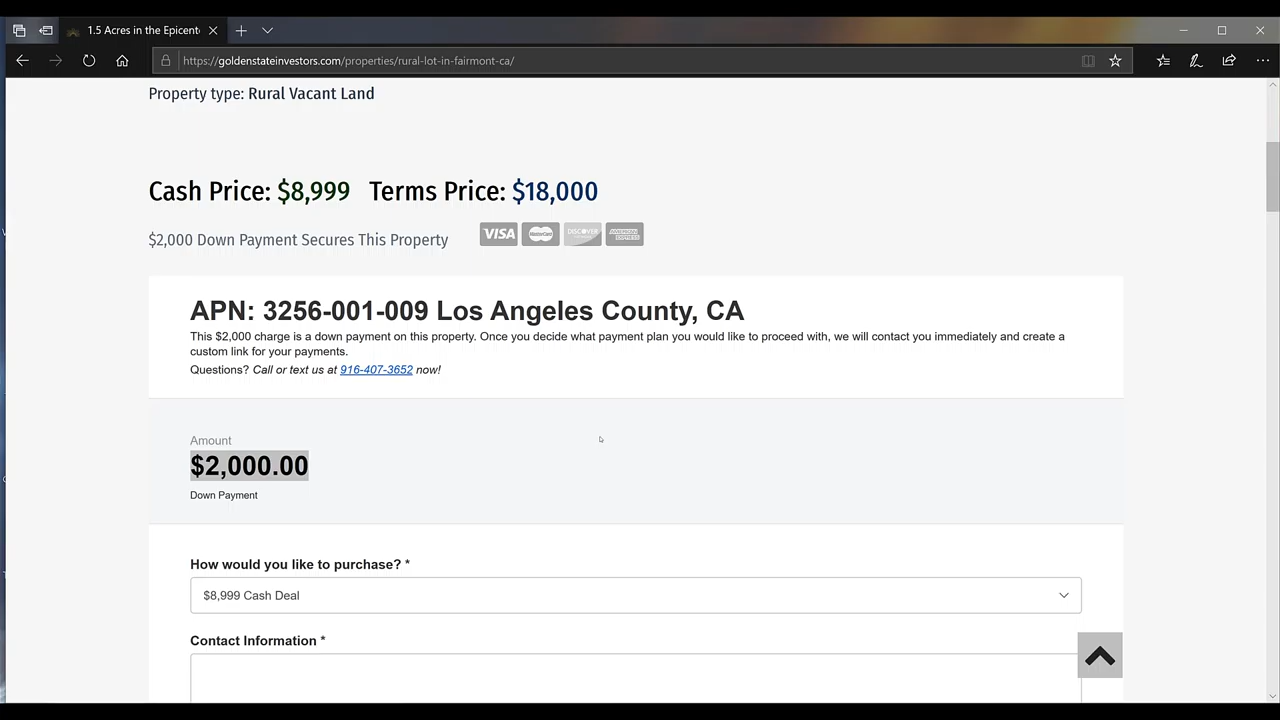 1.5 Acres in the Epicent
https://goldenstateinvestors.com/properties/rural-lot-in-fairmont-ca/
Property type: Rural Vacant Land
Cash Price: $8,999 Terms Price: $18,000
$2,000 Down Payment Secures This Property VISA MasterCard DISCOVER AMERICAN EXPRESS
APN: 3256-001-009 Los Angeles County, CA
This $2,000 charge is a down payment on this property. Once you decide what payment plan you would like to proceed with, we will contact you immediately and create a
custom link for your payments.
Questions? Call or text us at 916-407-3652 now!
Amount
$2,000.00
Down Payment
How would you like to purchase? *
$8,999 Cash Deal
Contact Information *